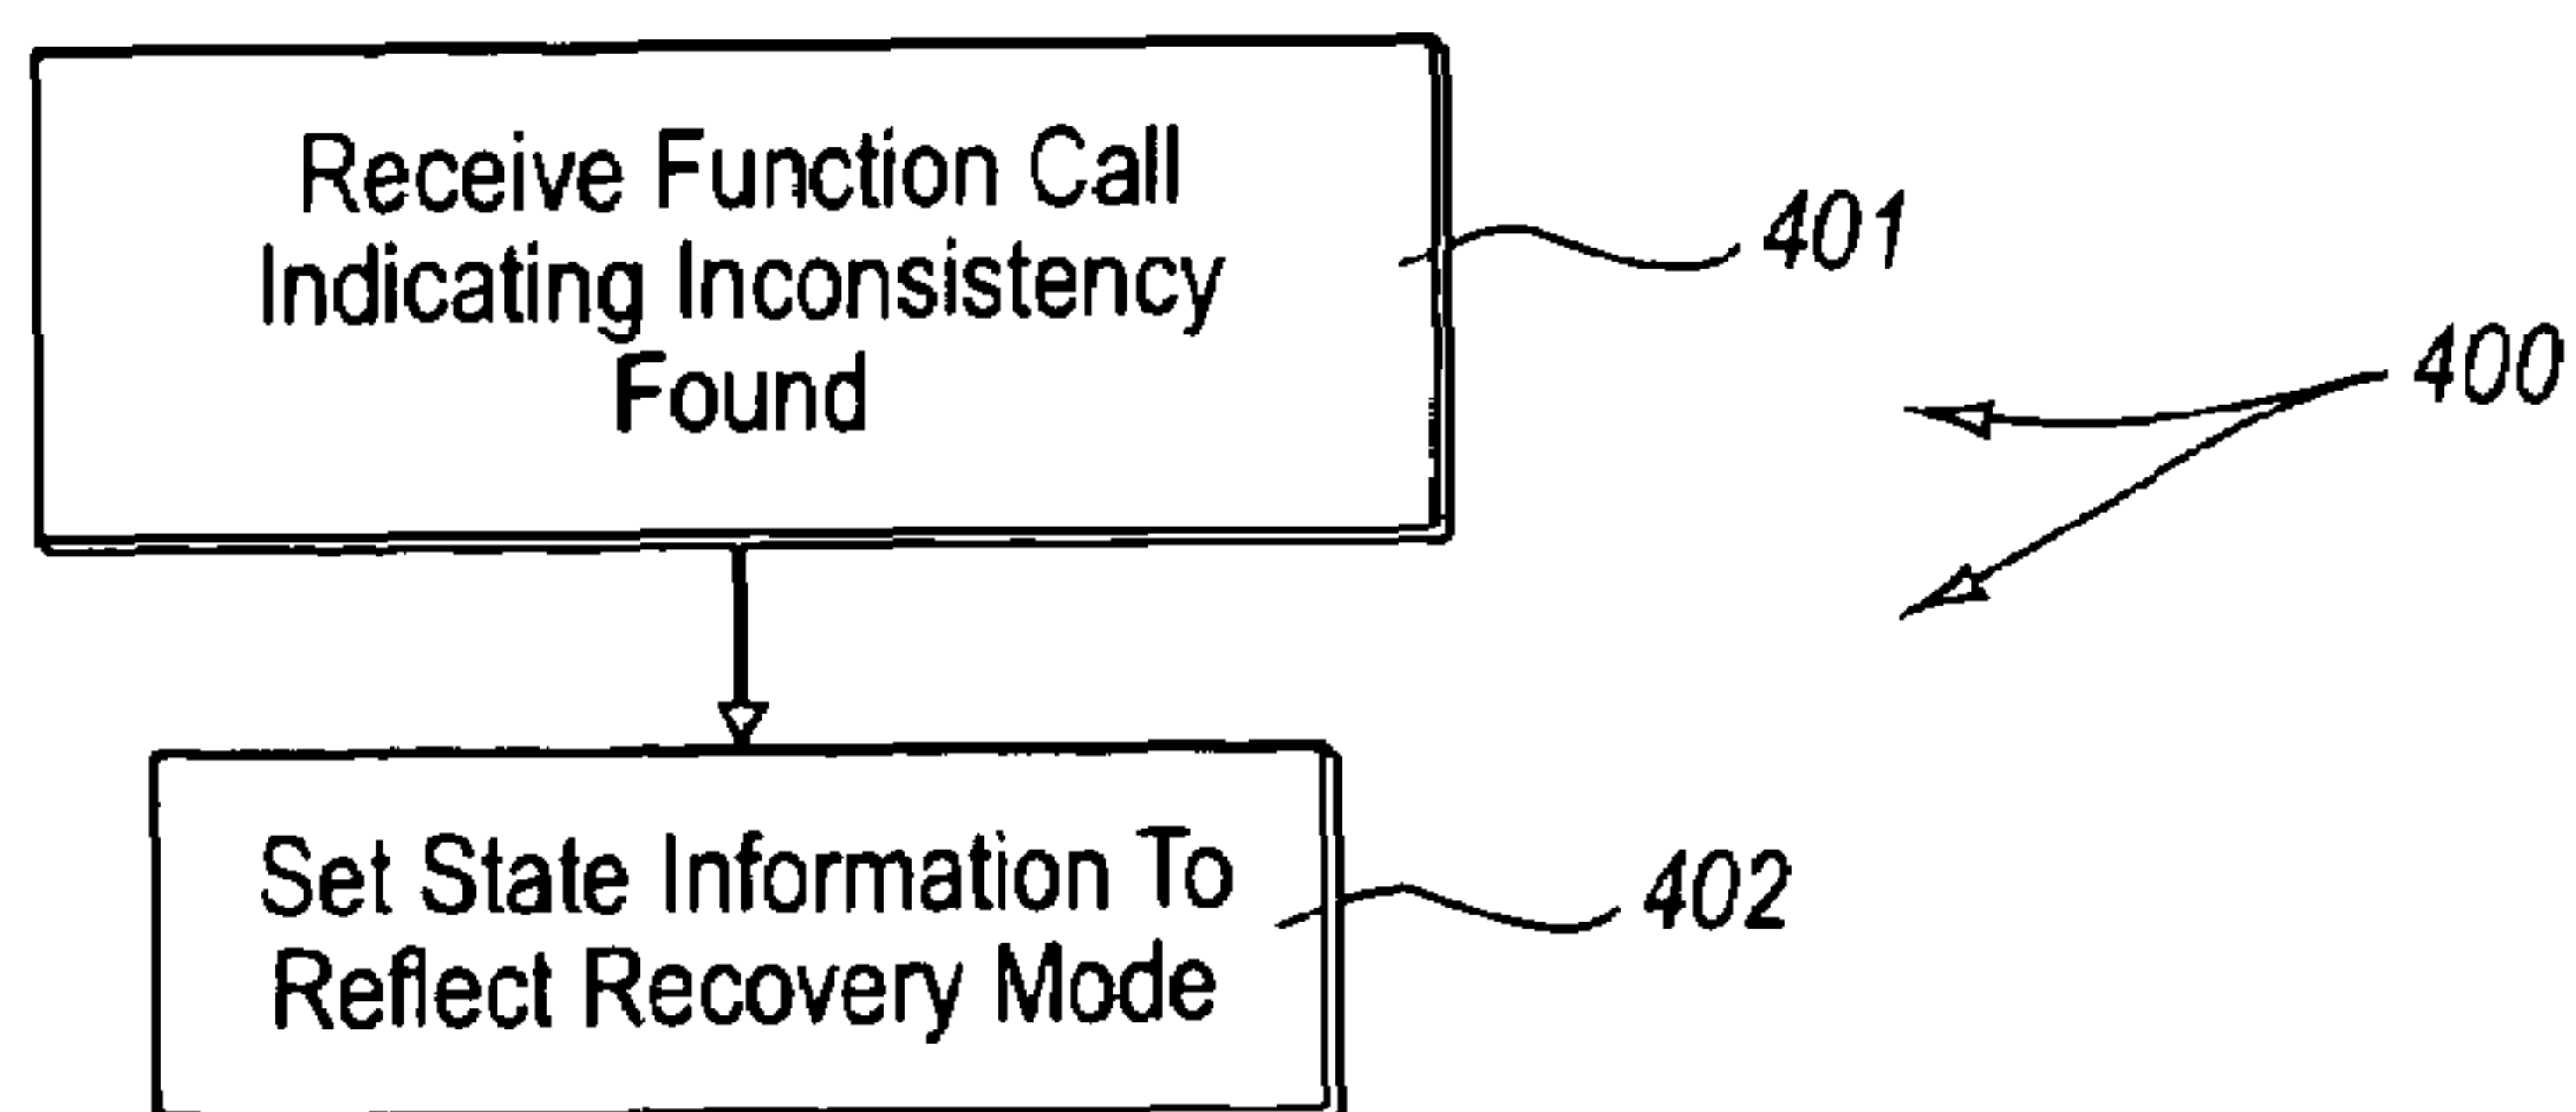 Receive Function Call
Indicating Inconsistency
Found
401
400
Set State Information To
Reflect Recovery Mode
402